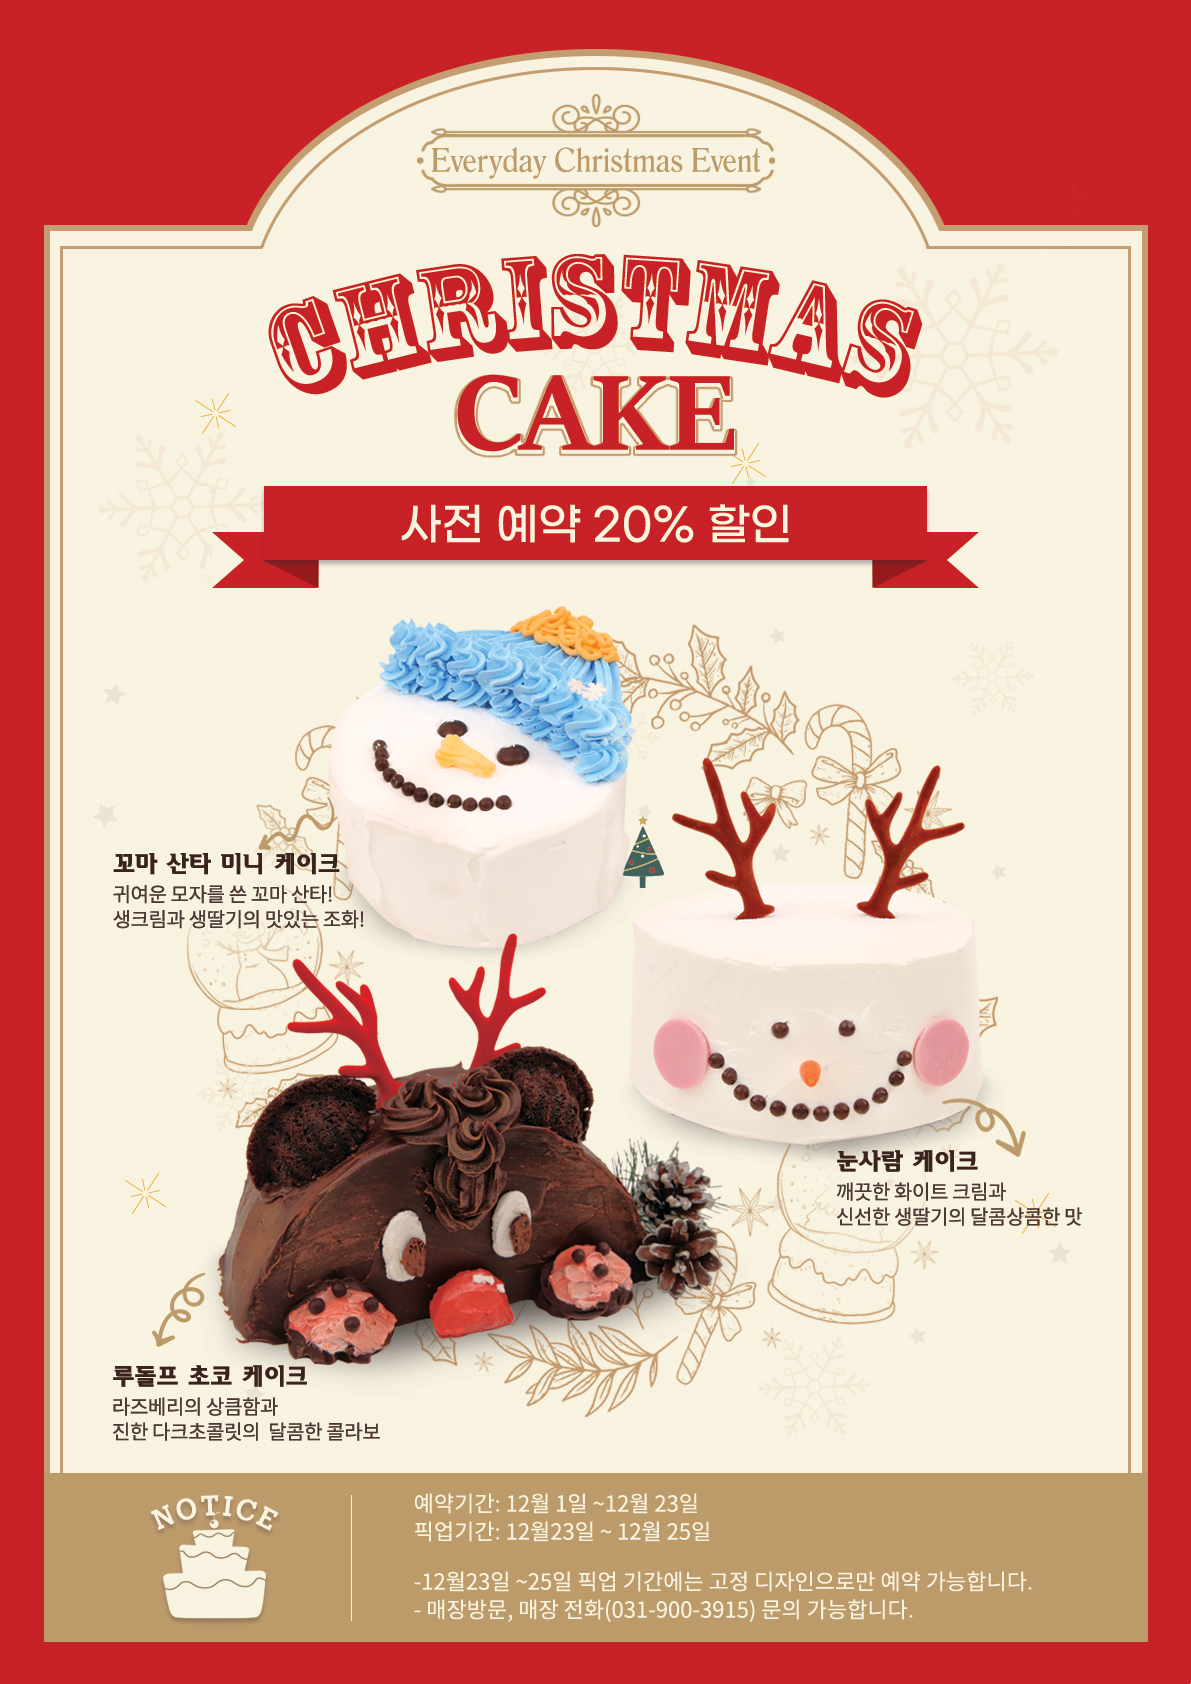 Everyday Christmas Event
CHRISTMAS
CAKE
사전 예약 20% 할인
꼬마 산타 미니 케이크
귀여운 모자를 쓴 꼬마 산타!
생크림과 생딸기의 맛있는 조화!
눈사람 케이크
깨끗한 화이트 크림과
신선한 생딸기의 달콤상콤한 맛
루돌프 초코 케이크
라즈베리의 상큼함과
진한 다크초콜릿의 달콤한 콜라보
NOTICE
예약기간: 12월 1일 ~12월 23일
픽업기간: 12월23일 ~ 12월 25일
-12월23일 ~25일 픽업 기간에는 고정 디자인으로만 예약 가능합니다.
- 매장방문, 매장 전화(031-900-3915) 문의 가능합니다.